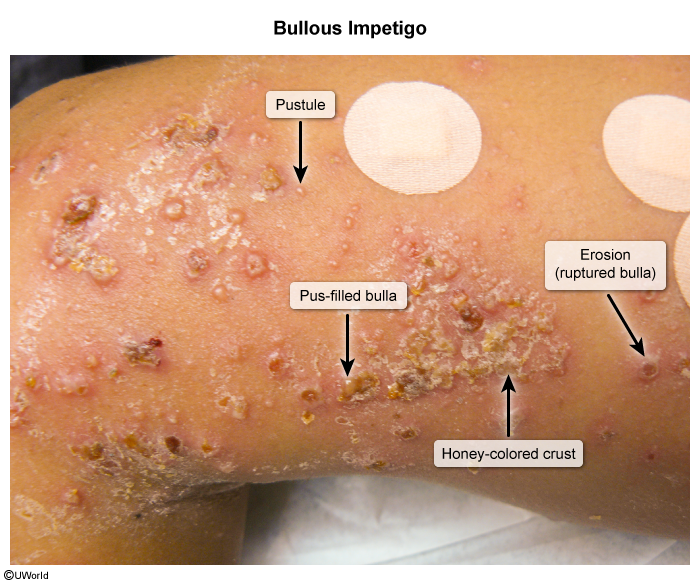 Bullous Impetigo
Pustule
Erosion
(ruptured bulla)
Pus-filled bulla
Honey-colored crust
©UWorld